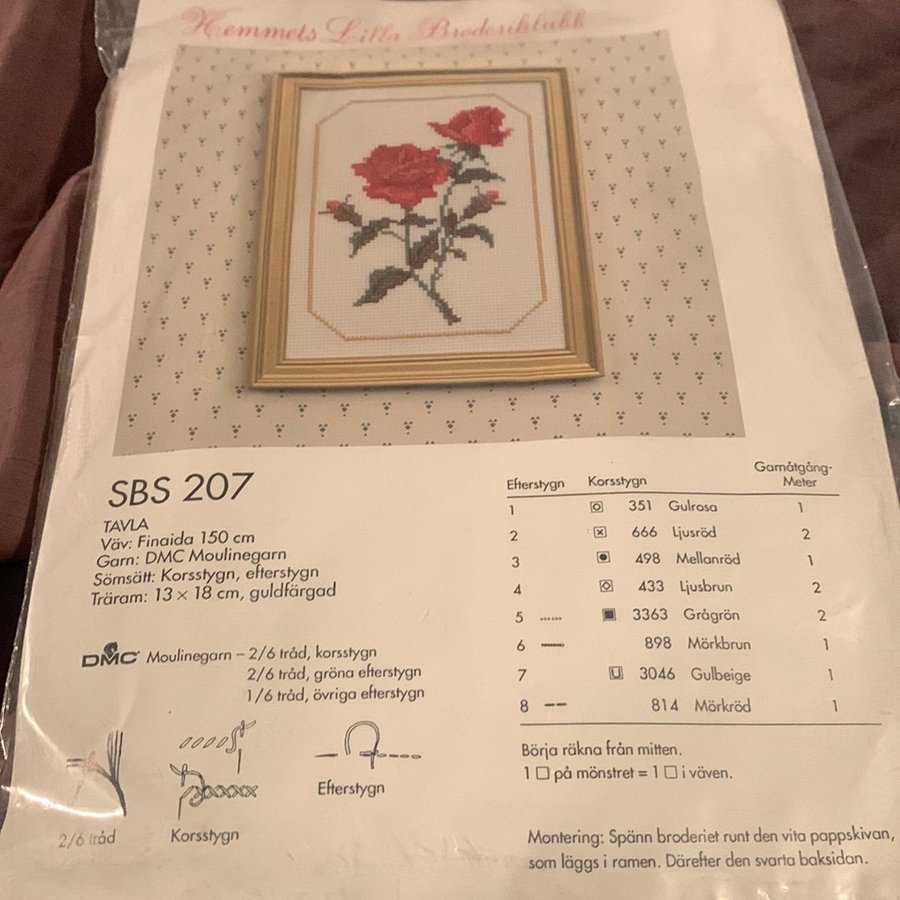 Hemmets Lilla Broderiklubb
SBS 207
TAVLA
Väv: Finaida 150 cm
Garn: DMC Moulinegarn
Sömsätt: Korsstygn, efterstygn
Träram: 13 × 18 cm, guldfärgad
DMC Moulinegarn – 2/6 tråd, korsstygn
2/6 tråd, gröna efterstygn
1/6 tråd, övriga efterstygn
2/6 tråd
Korsstygn
Efterstygn
Efterstygn Korsstygn Garnåtgång-
Meter
1 351 Gulrosa 1
2 666 Ljusröd 2
3 498 Mellanröd 1
4 433 Ljusbrun 2
5 3363 Grågrön 2
6 898 Mörkbrun 1
7 3046 Gulbeige 1
8 814 Mörkröd 1
Börja räkna från mitten.
1 □ på mönstret = 1 □ i väven.
Montering: Spänn broderiet runt den vita pappskivan,
som läggs i ramen. Därefter den svarta baksidan.